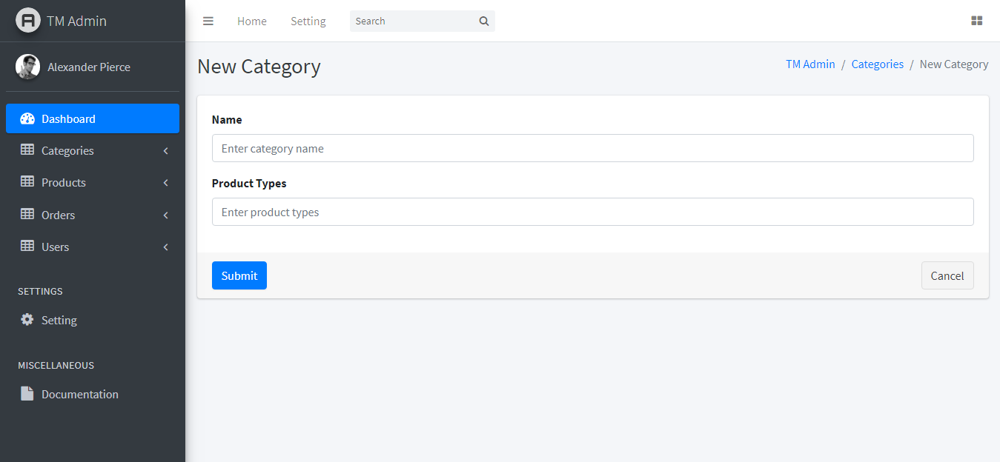 TM Admin
Home Setting Search
Alexander Pierce
Dashboard
Categories
Products
Orders
Users
SETTINGS
Setting
MISCELLANEOUS
Documentation
New Category
TM Admin / Categories / New Category
Name
Enter category name
Product Types
Enter product types
Submit Cancel